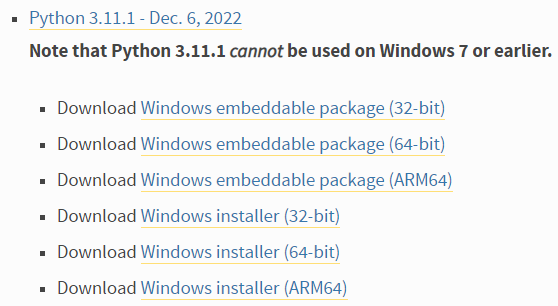 Python 3.11.1 - Dec. 6, 2022
Note that Python 3.11.1 cannot be used on Windows 7 or earlier.
Download Windows embeddable package (32-bit)
Download Windows embeddable package (64-bit)
Download Windows embeddable package (ARM64)
Download Windows installer (32-bit)
Download Windows installer (64-bit)
Download Windows installer (ARM64)